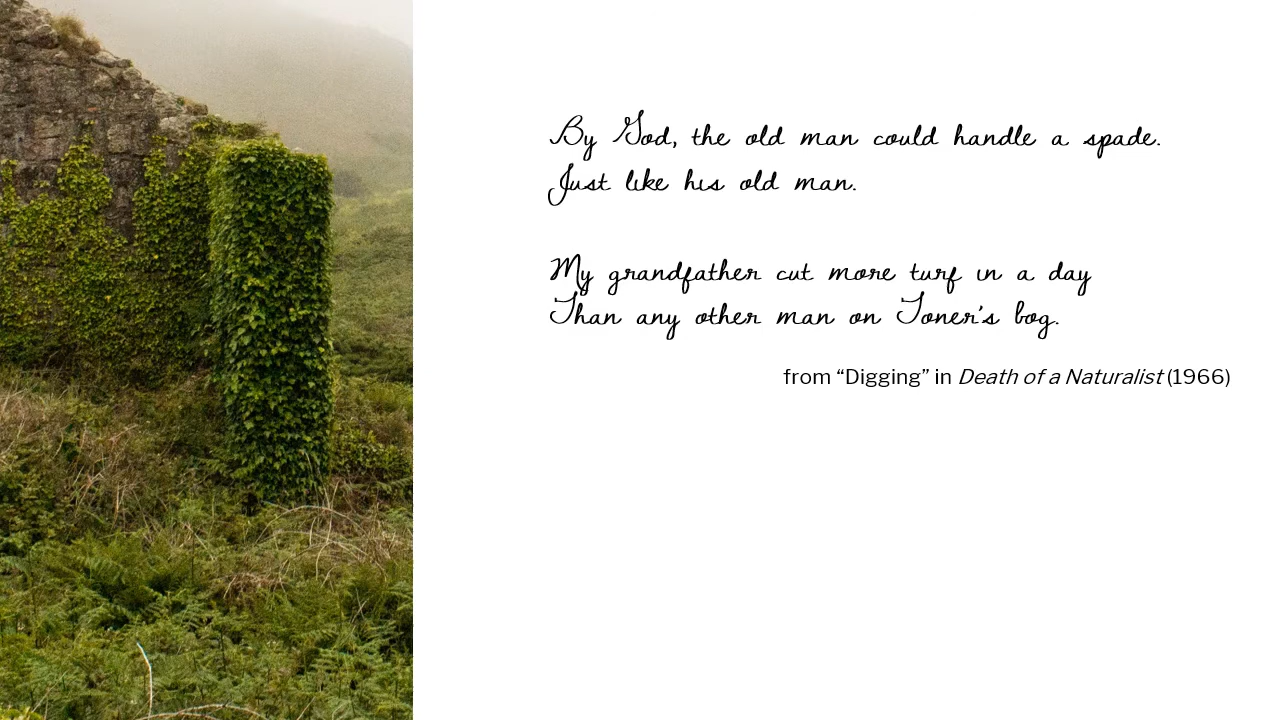 By God, the old man could handle a spade.
Just like his old man.
My grandfather cut more turf in a day
Than any other man on Toner's bog.
from “Digging” in Death of a Naturalist (1966)